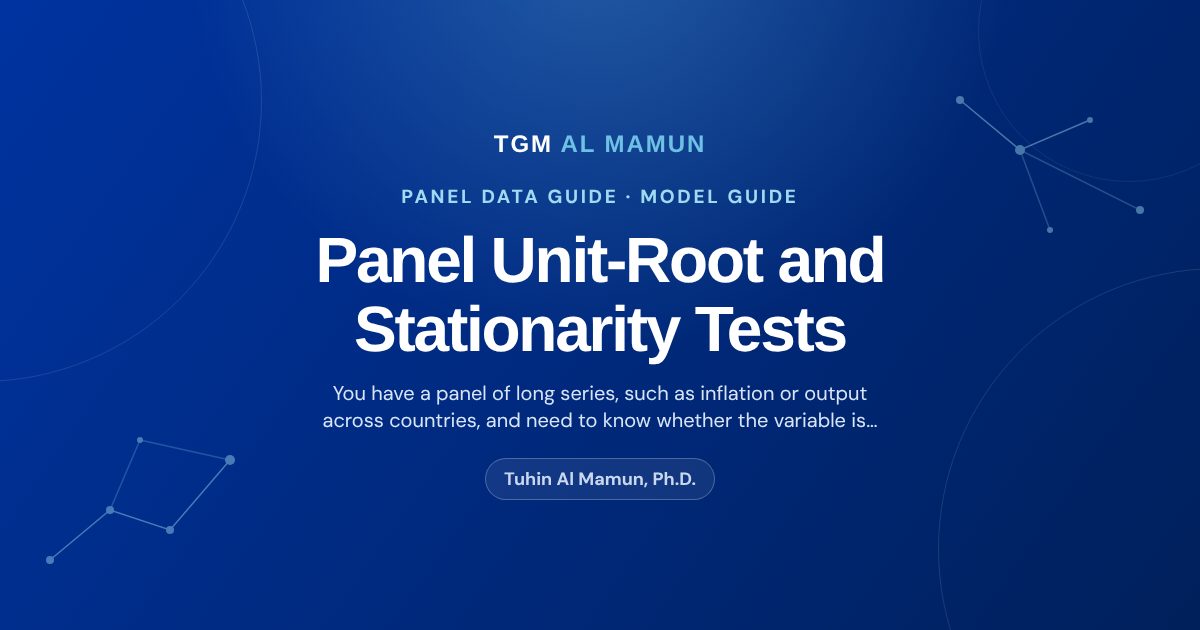 TGM AL MAMUN
PANEL DATA GUIDE · MODEL GUIDE
Panel Unit-Root and
Stationarity Tests
You have a panel of long series, such as inflation or output
across countries, and need to know whether the variable is...
Tuhin Al Mamun, Ph.D.